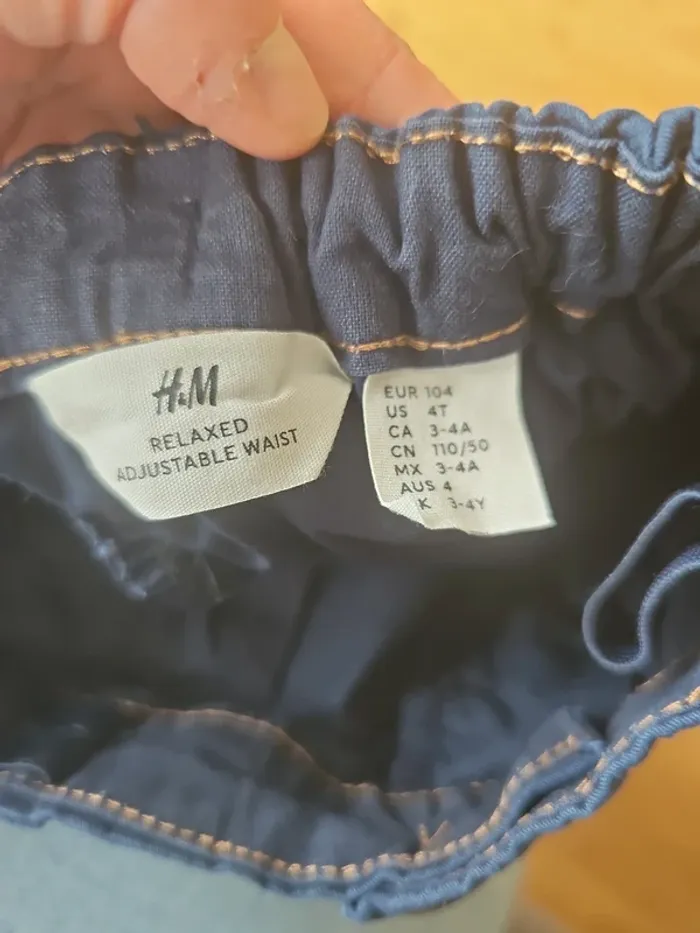 H&M
RELAXED
ADJUSTABLE WAIST
EUR 104
US 4T
CA 3-4A
CN 110/50
MX 3-4A
AUS 4
K 3-4Y